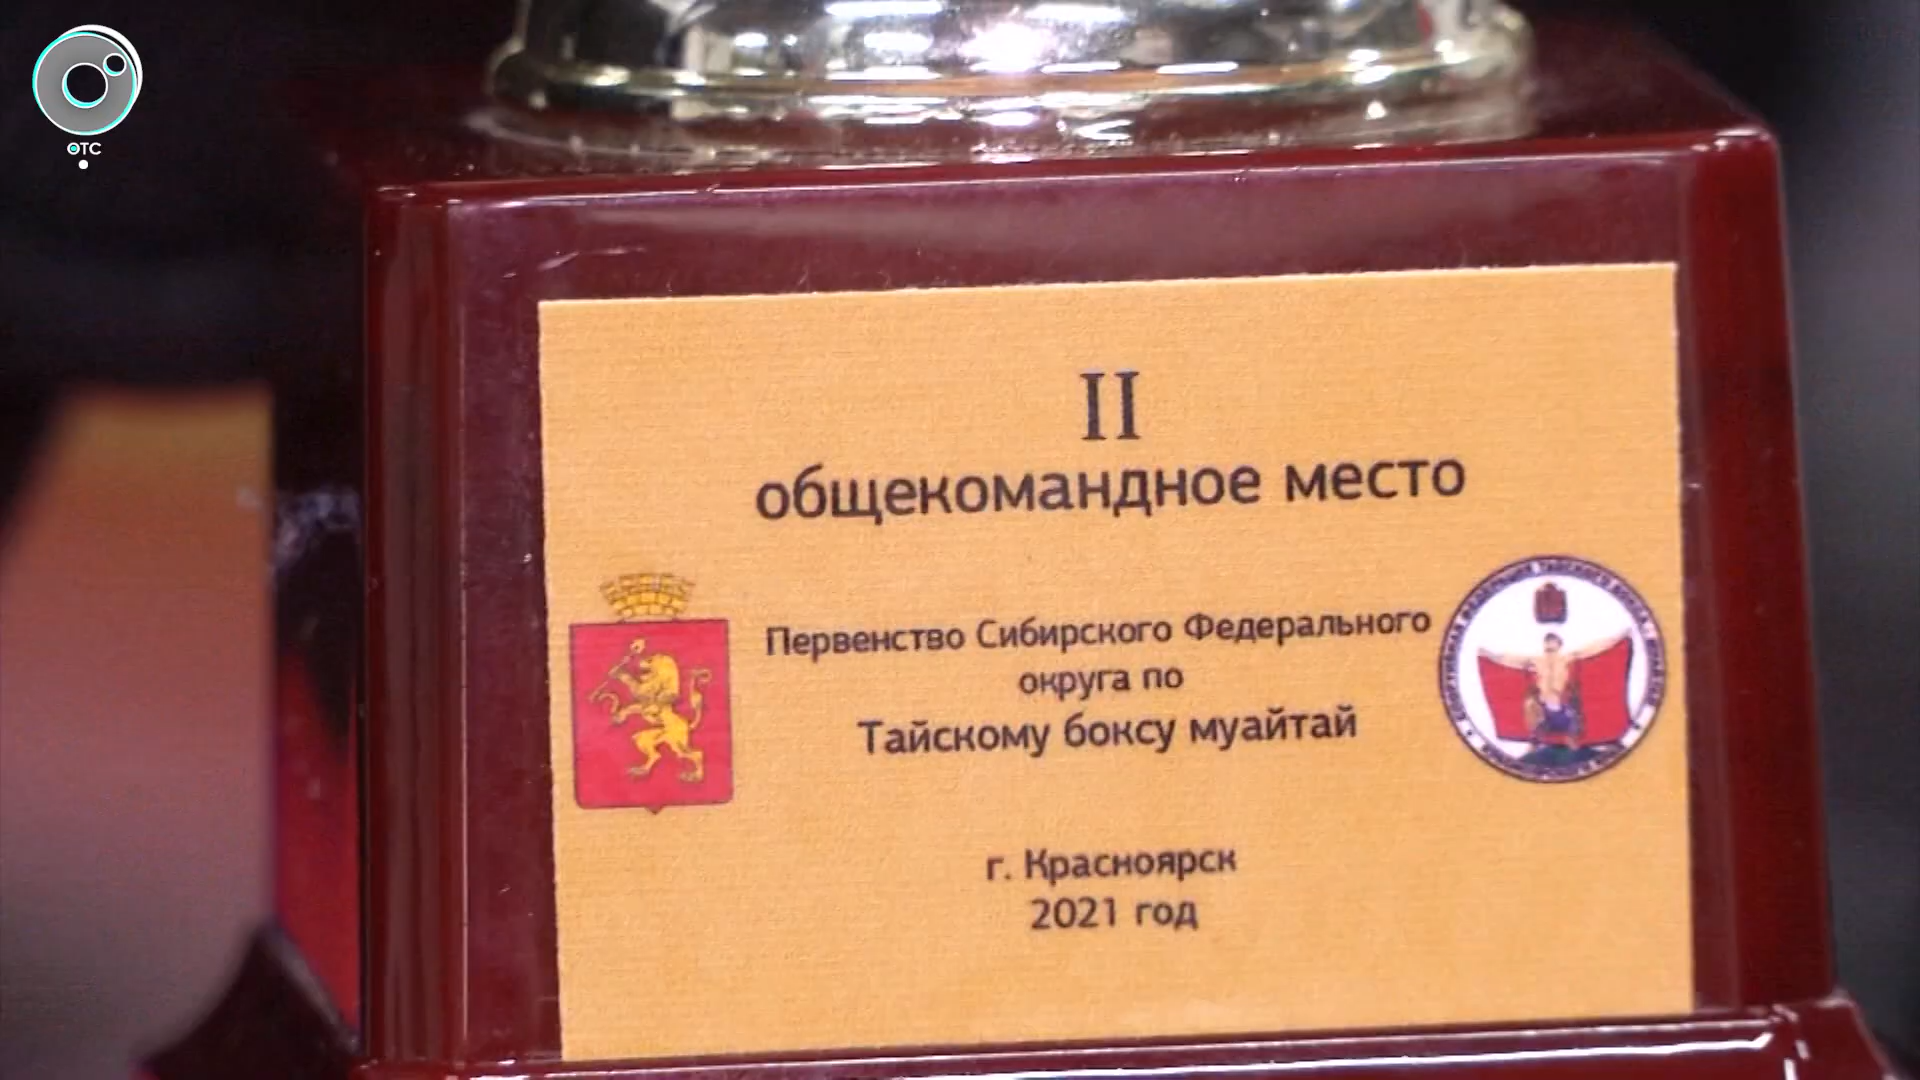 ОТС
II
общекомандное место
Первенство Сибирского Федерального
округа по
Тайскому боксу муайтай
г. Красноярск
2021 год